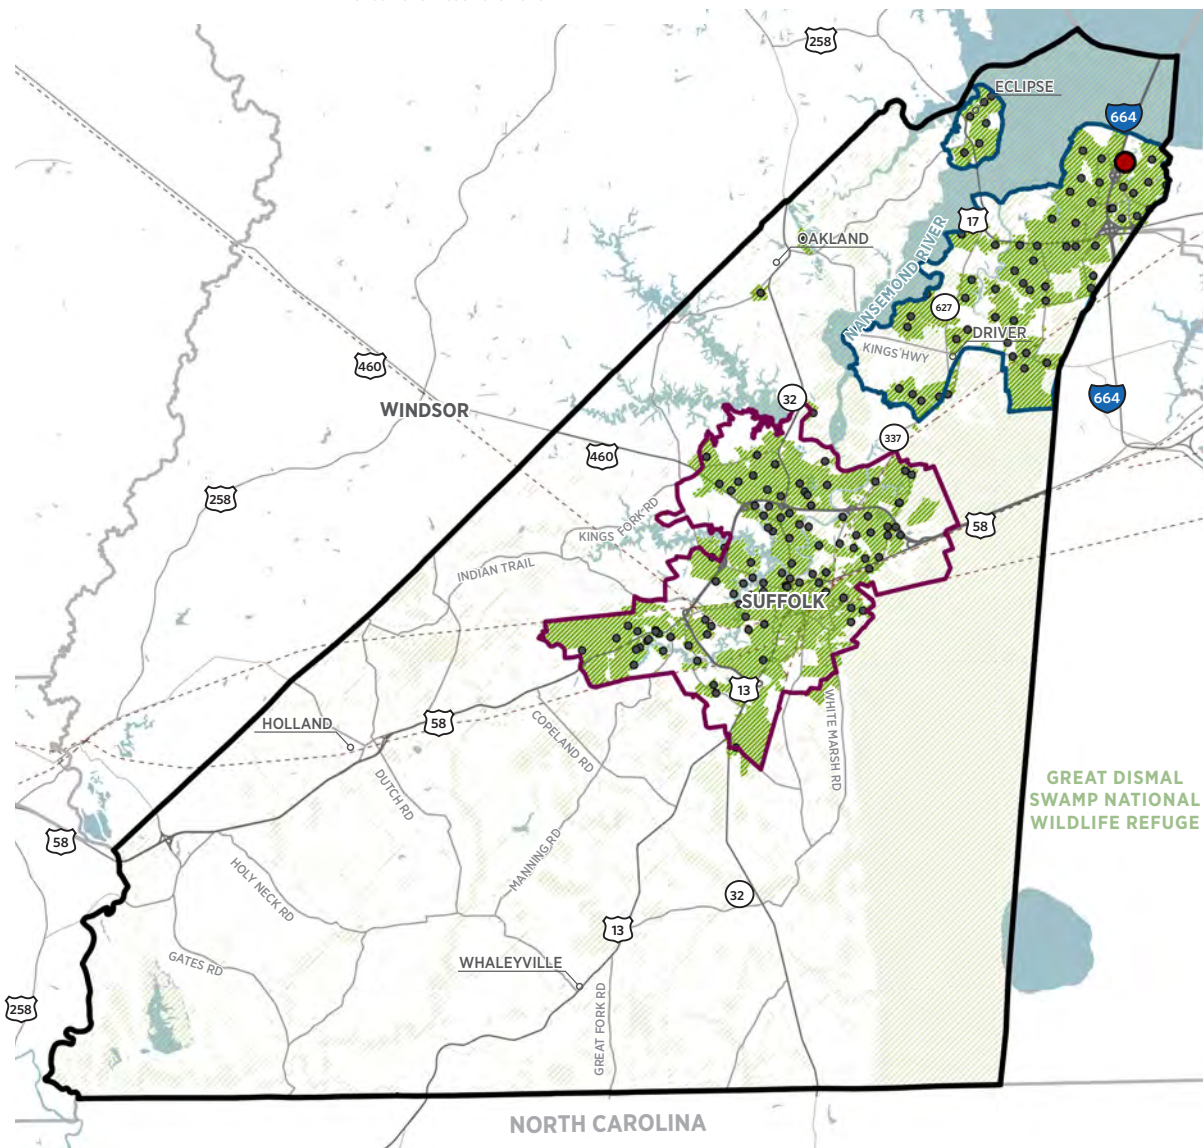 258
ECLIPSE
664
17
OAKLAND
NANSEMOND RIVER
627
DRIVER
KINGS HWY
460
WINDSOR
32
664
337
460
258
58
KINGS FORK RD
INDIAN TRAIL
SUFFOLK
13
HOLLAND
58
COPELAND RD
WHITE MARSH RD
DUTCH RD
GREAT DISMAL
SWAMP NATIONAL
WILDLIFE REFUGE
58
MANNING RD
HOLY NECK RD
32
13
GATES RD
WHALEYVILLE
258
GREAT FORK RD
NORTH CAROLINA